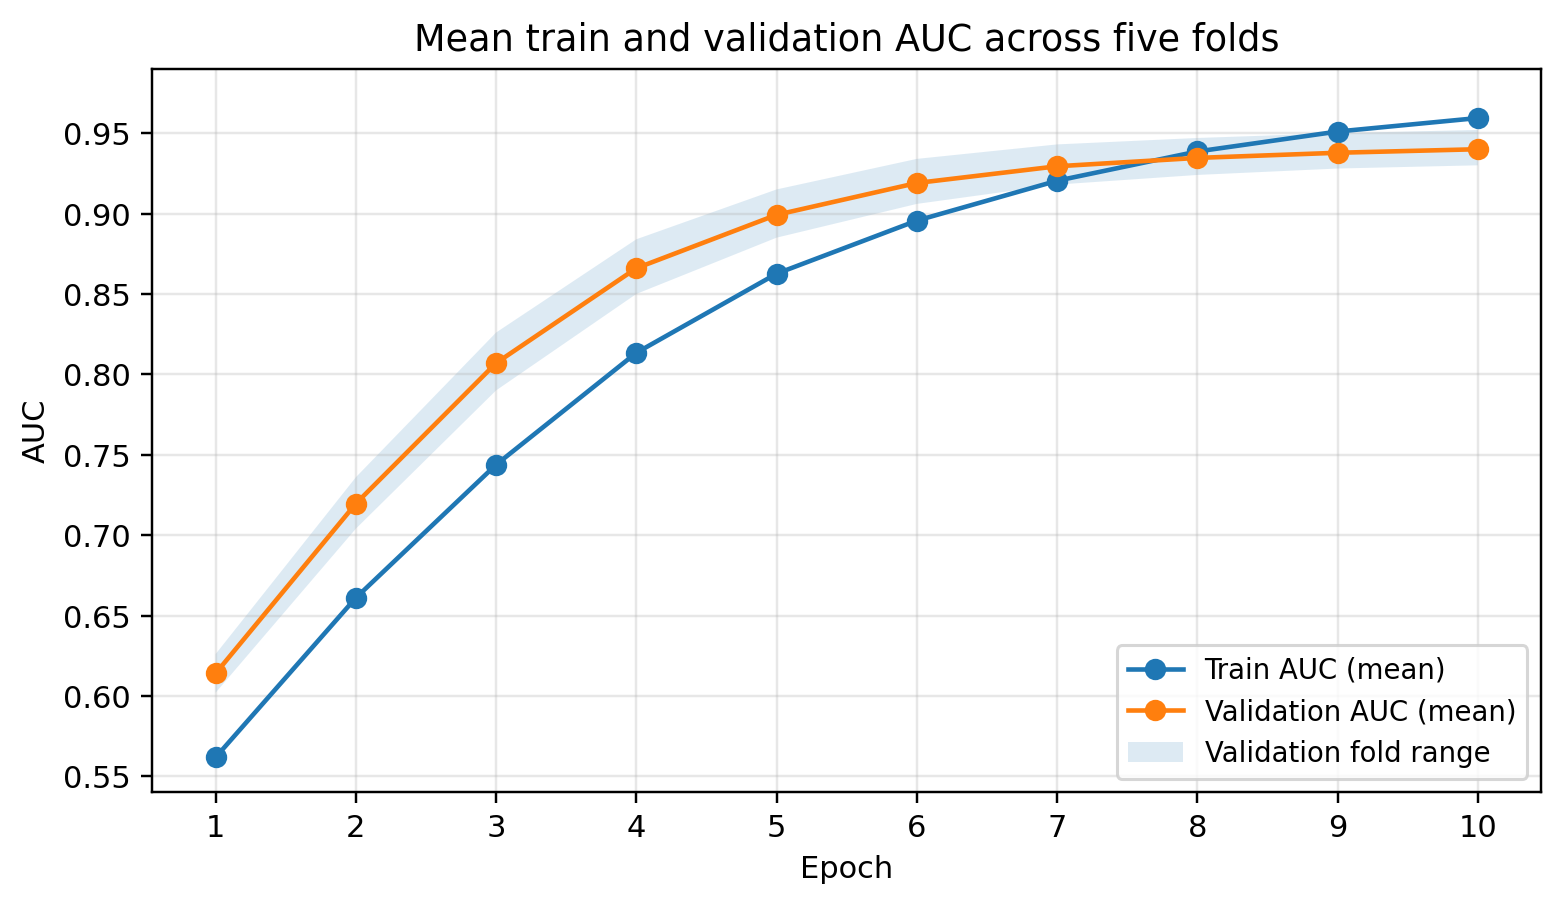 Mean train and validation AUC across five folds
AUC
0.95
0.90
0.85
0.80
0.75
0.70
0.65
0.60
0.55
Train AUC (mean)
Validation AUC (mean)
Validation fold range
1 2 3 4 5 6 7 8 9 10
Epoch